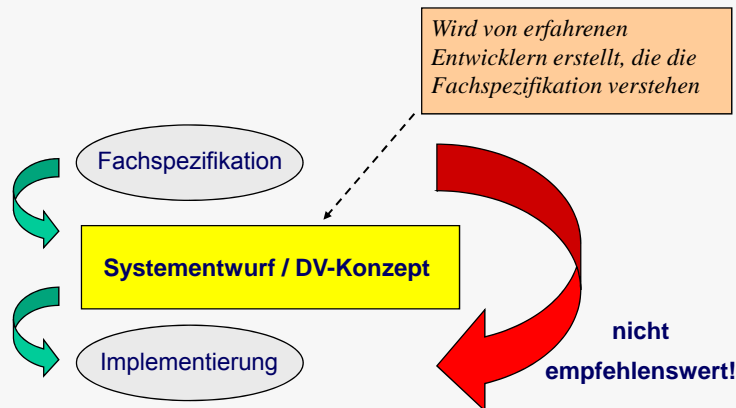 Wird von erfahrenen
Entwicklern erstellt, die die
Fachspezifikation verstehen
Fachspezifikation
Systementwurf / DV-Konzept
Implementierung
nicht
empfehlenswert!